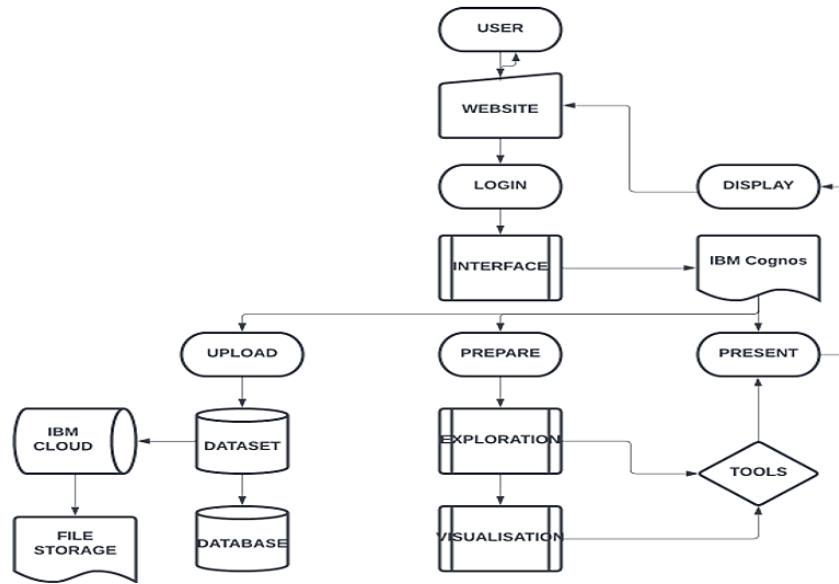 USER
WEBSITE
LOGIN
DISPLAY
INTERFACE
IBM Cognos
UPLOAD
PREPARE
PRESENT
IBM
CLOUD
DATASET
EXPLORATION
TOOLS
FILE
STORAGE
DATABASE
VISUALISATION